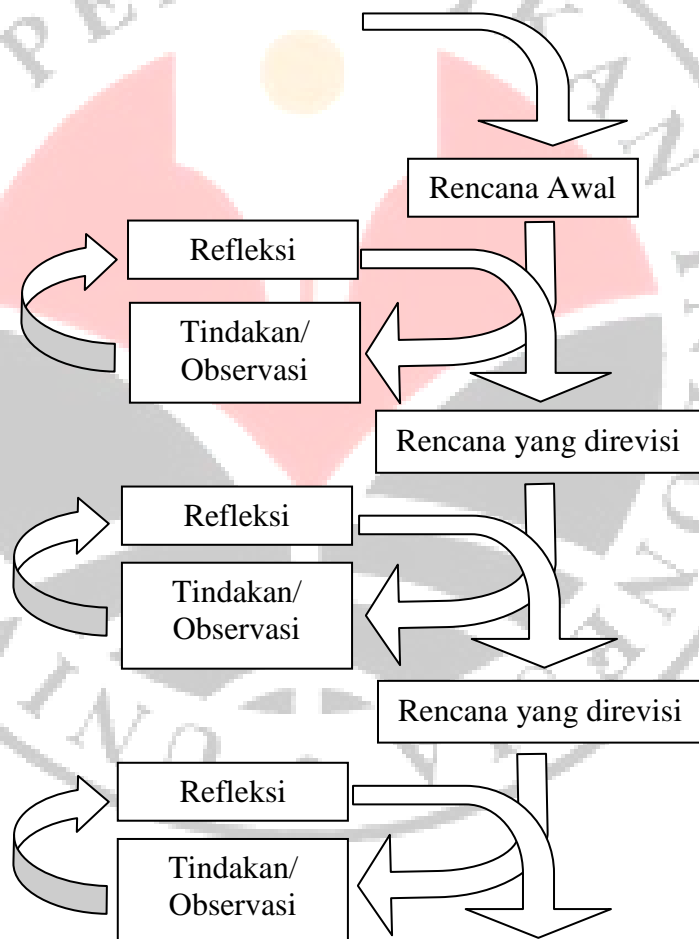 Rencana Awal
Refleksi
Tindakan/
Observasi
Rencana yang direvisi
Refleksi
Tindakan/
Observasi
Rencana yang direvisi
Refleksi
Tindakan/
Observasi